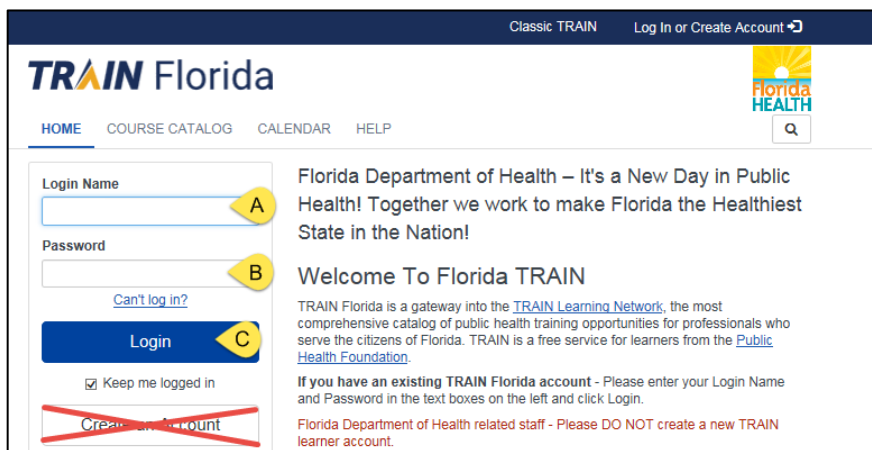 Classic TRAIN Log In or Create Account
TRAIN Florida
Florida
HEALTH
HOME COURSE CATALOG CALENDAR HELP
Login Name
A
Password
B
Can't log in?
Login
C
Keep me logged in
Create an Account
Florida Department of Health – It's a New Day in Public
Health! Together we work to make Florida the Healthiest
State in the Nation!
Welcome To Florida TRAIN
TRAIN Florida is a gateway into the TRAIN Learning Network, the most
comprehensive catalog of public health training opportunities for professionals who
serve the citizens of Florida. TRAIN is a free service for learners from the Public
Health Foundation.
If you have an existing TRAIN Florida account - Please enter your Login Name
and Password in the text boxes on the left and click Login.
Florida Department of Health related staff - Please DO NOT create a new TRAIN
learner account.